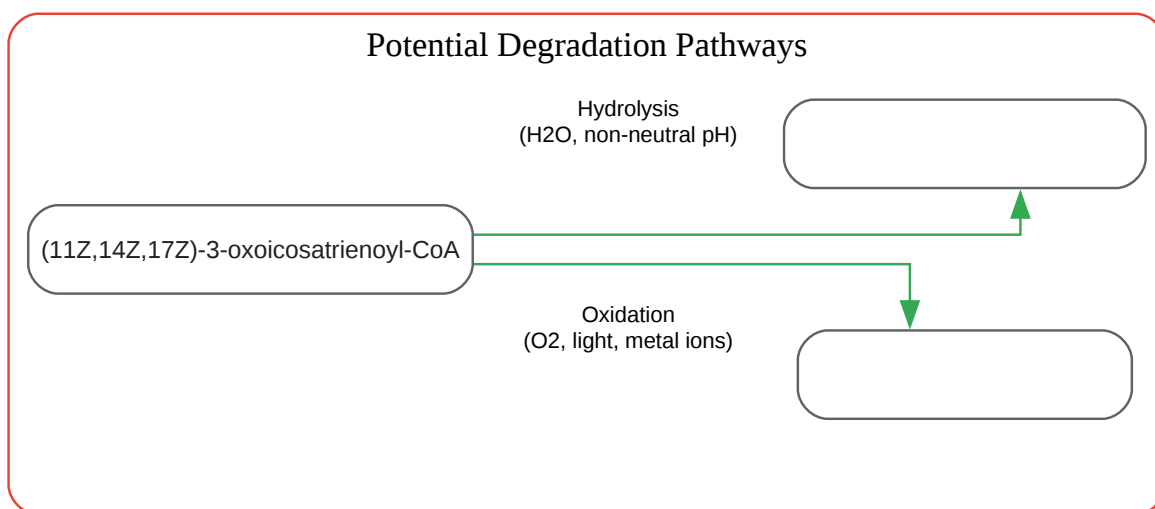 Potential Degradation Pathways
Hydrolysis
(H2O, non-neutral pH)
(11Z,14Z,17Z)-3-oxoicosatrienoyl-CoA
Oxidation
(O2, light, metal ions)